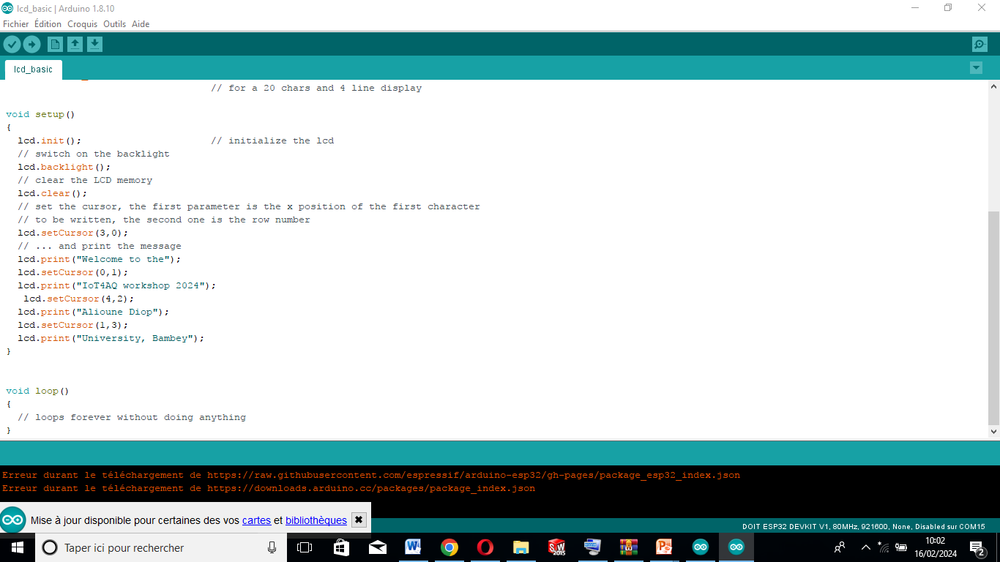 lcd_basic | Arduino 1.8.10
Fichier Édition Croquis Outils Aide
lcd_basic
// for a 20 chars and 4 line display
void setup()
{
lcd.init(); // initialize the lcd
// switch on the backlight
lcd.backlight();
// clear the LCD memory
lcd.clear();
// set the cursor, the first parameter is the x position of the first character
// to be written, the second one is the row number
lcd.setCursor(3,0);
// ... and print the message
lcd.print("Welcome to the");
lcd.setCursor(0,1);
lcd.print("IoT4AQ workshop 2024");
lcd.setCursor(4,2);
lcd.print("Alioune Diop");
lcd.setCursor(1,3);
lcd.print("University, Bambey");
}
void loop()
{
// loops forever without doing anything
}
Erreur durant le téléchargement de https://raw.githubusercontent.com/espressif/arduino-esp32/gh-pages/package_esp32_index.json
Erreur durant le téléchargement de https://downloads.arduino.cc/packages/package_index.json
Mise à jour disponible pour certaines des vos cartes et bibliothèques
DOIT ESP32 DEVKIT V1, 80MHz, 921600, None, Disabled sur COM15
Taper ici pour rechercher
SW
2015
10:02
16/02/2024
2